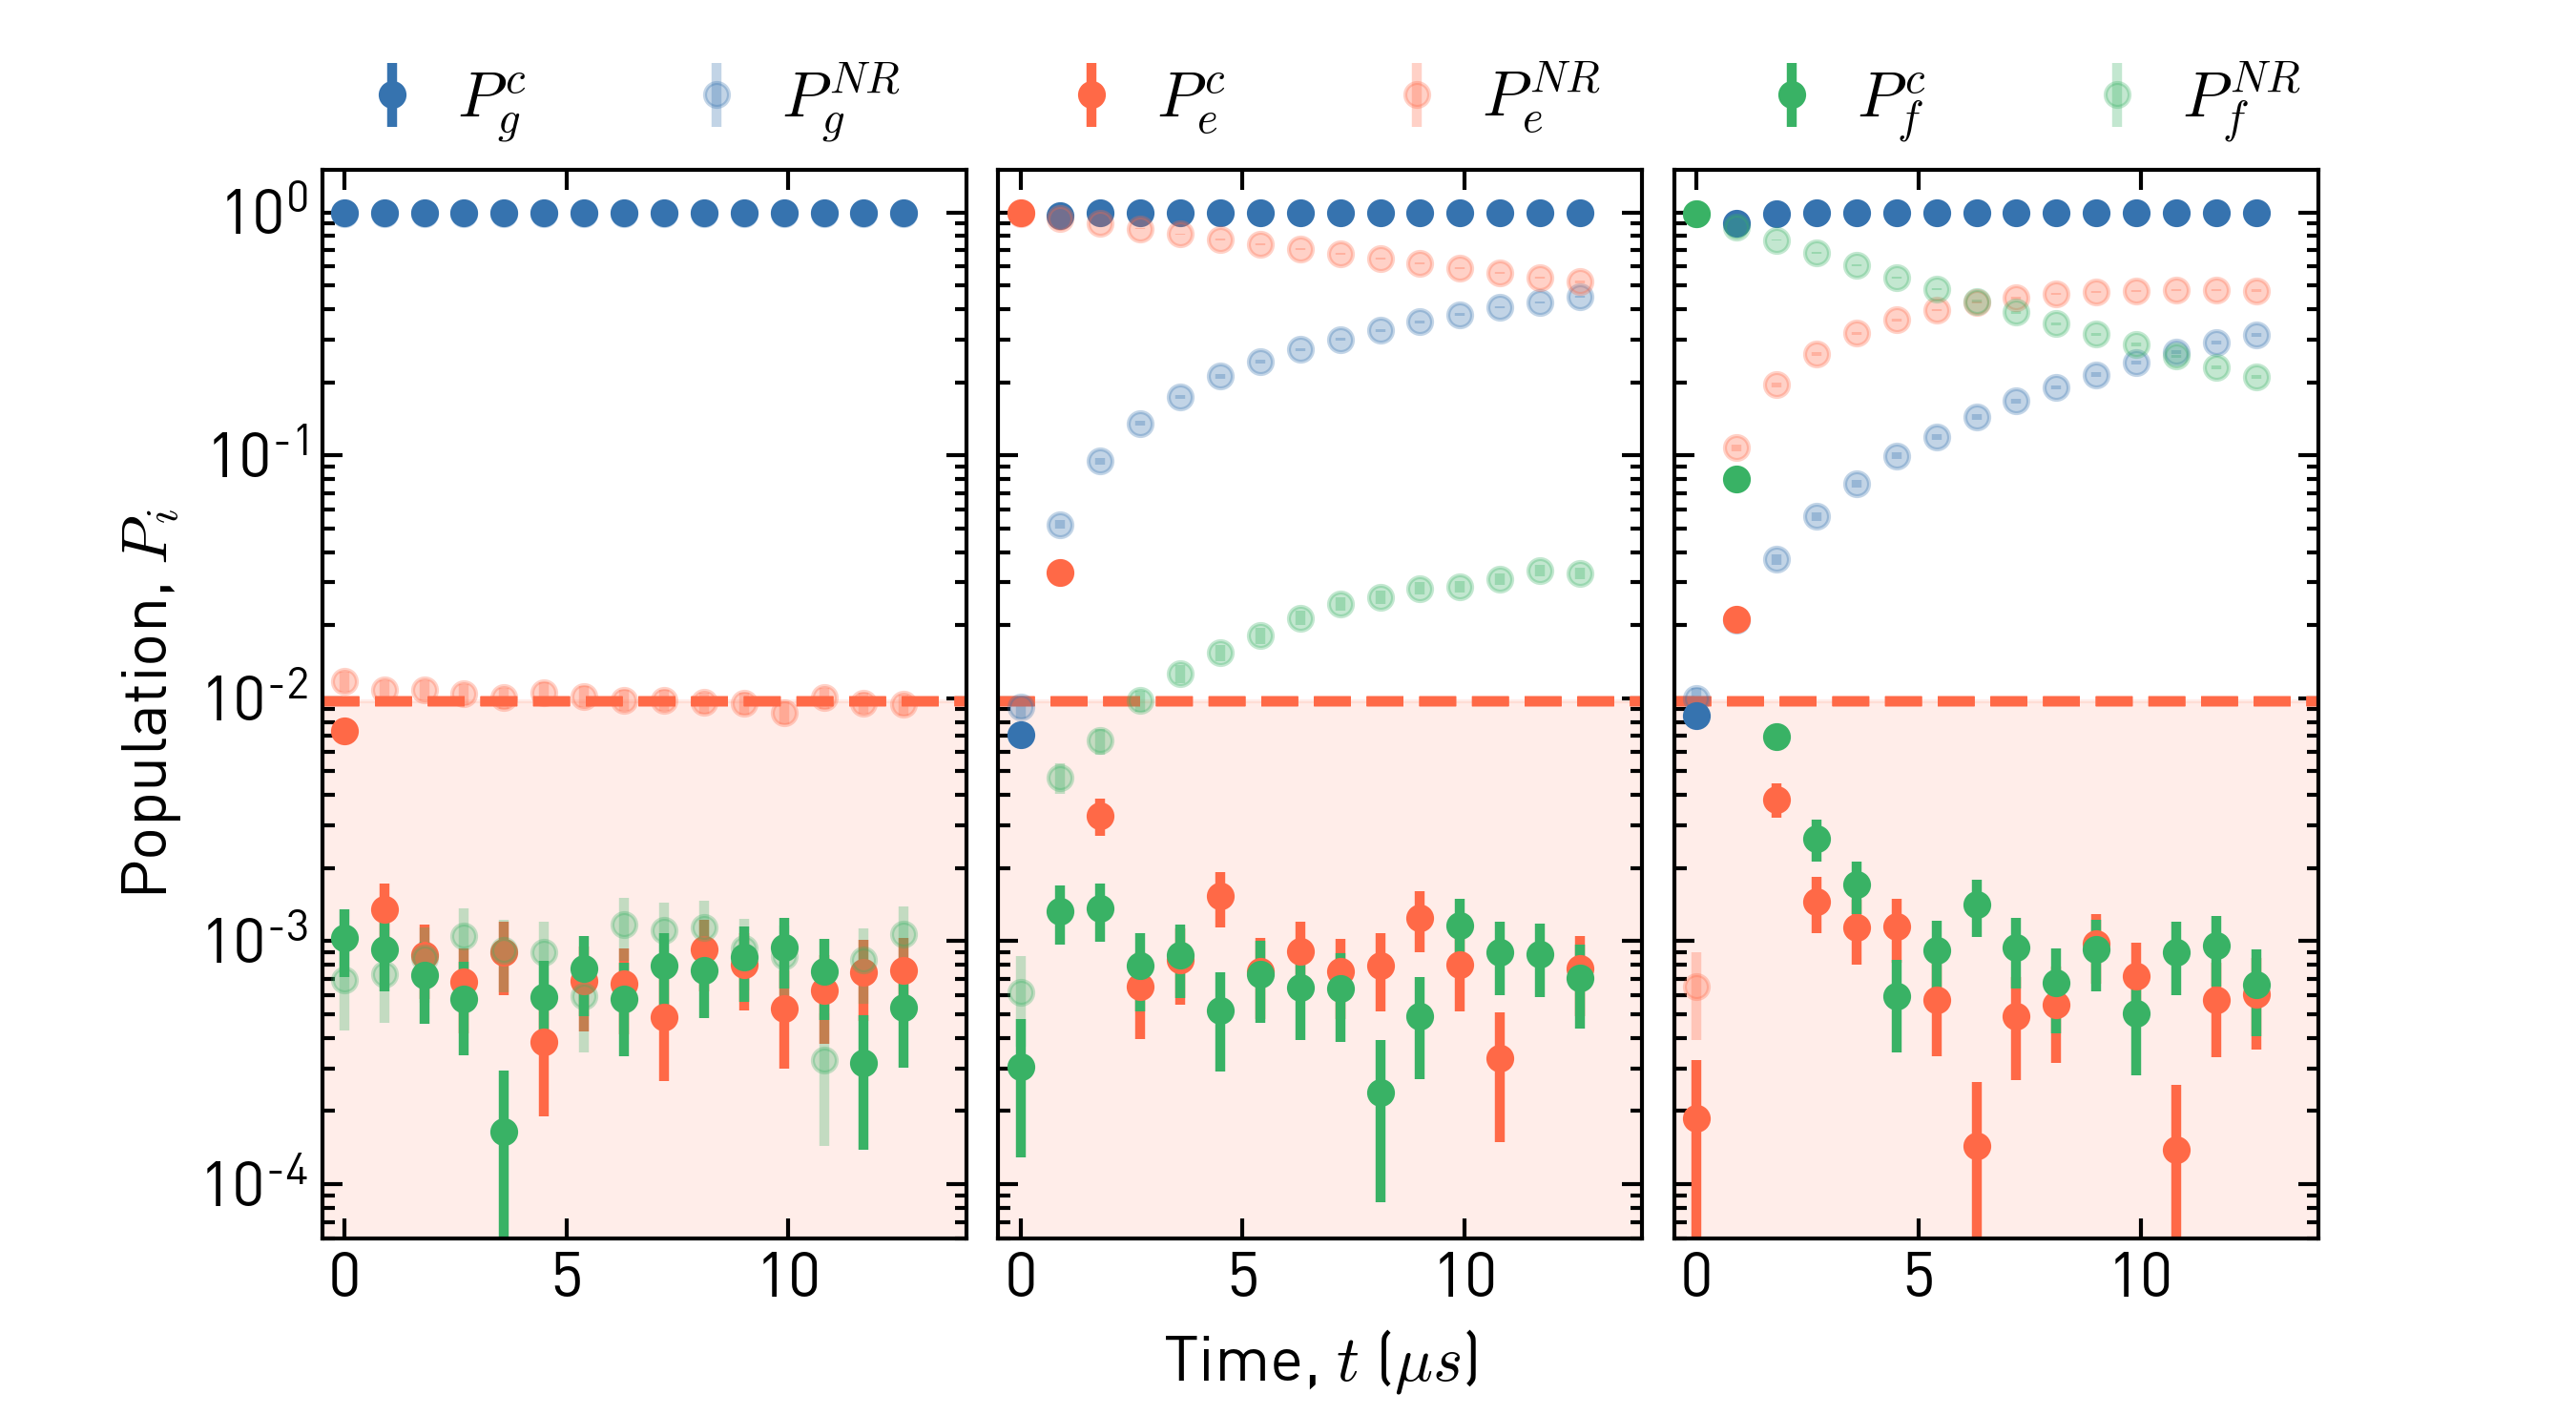 P_g^c P_g^{NR} P_e^c P_e^{NR} P_f^c P_f^{NR}
10^0
10^-1
10^-2
10^-3
10^-4
Population, P_i
0 5 10 0 5 10 0 5 10
Time, t (μs)